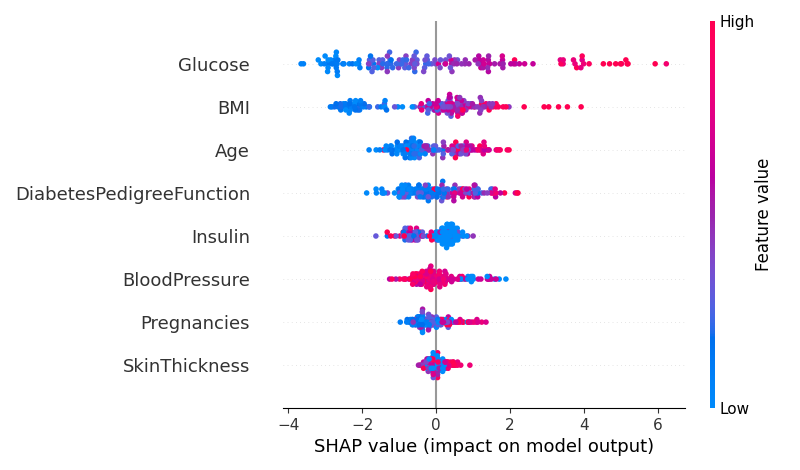 High
Glucose
BMI
Age
DiabetesPedigreeFunction
Insulin
BloodPressure
Pregnancies
SkinThickness
Feature value
Low
−4 −2 0 2 4 6
SHAP value (impact on model output)